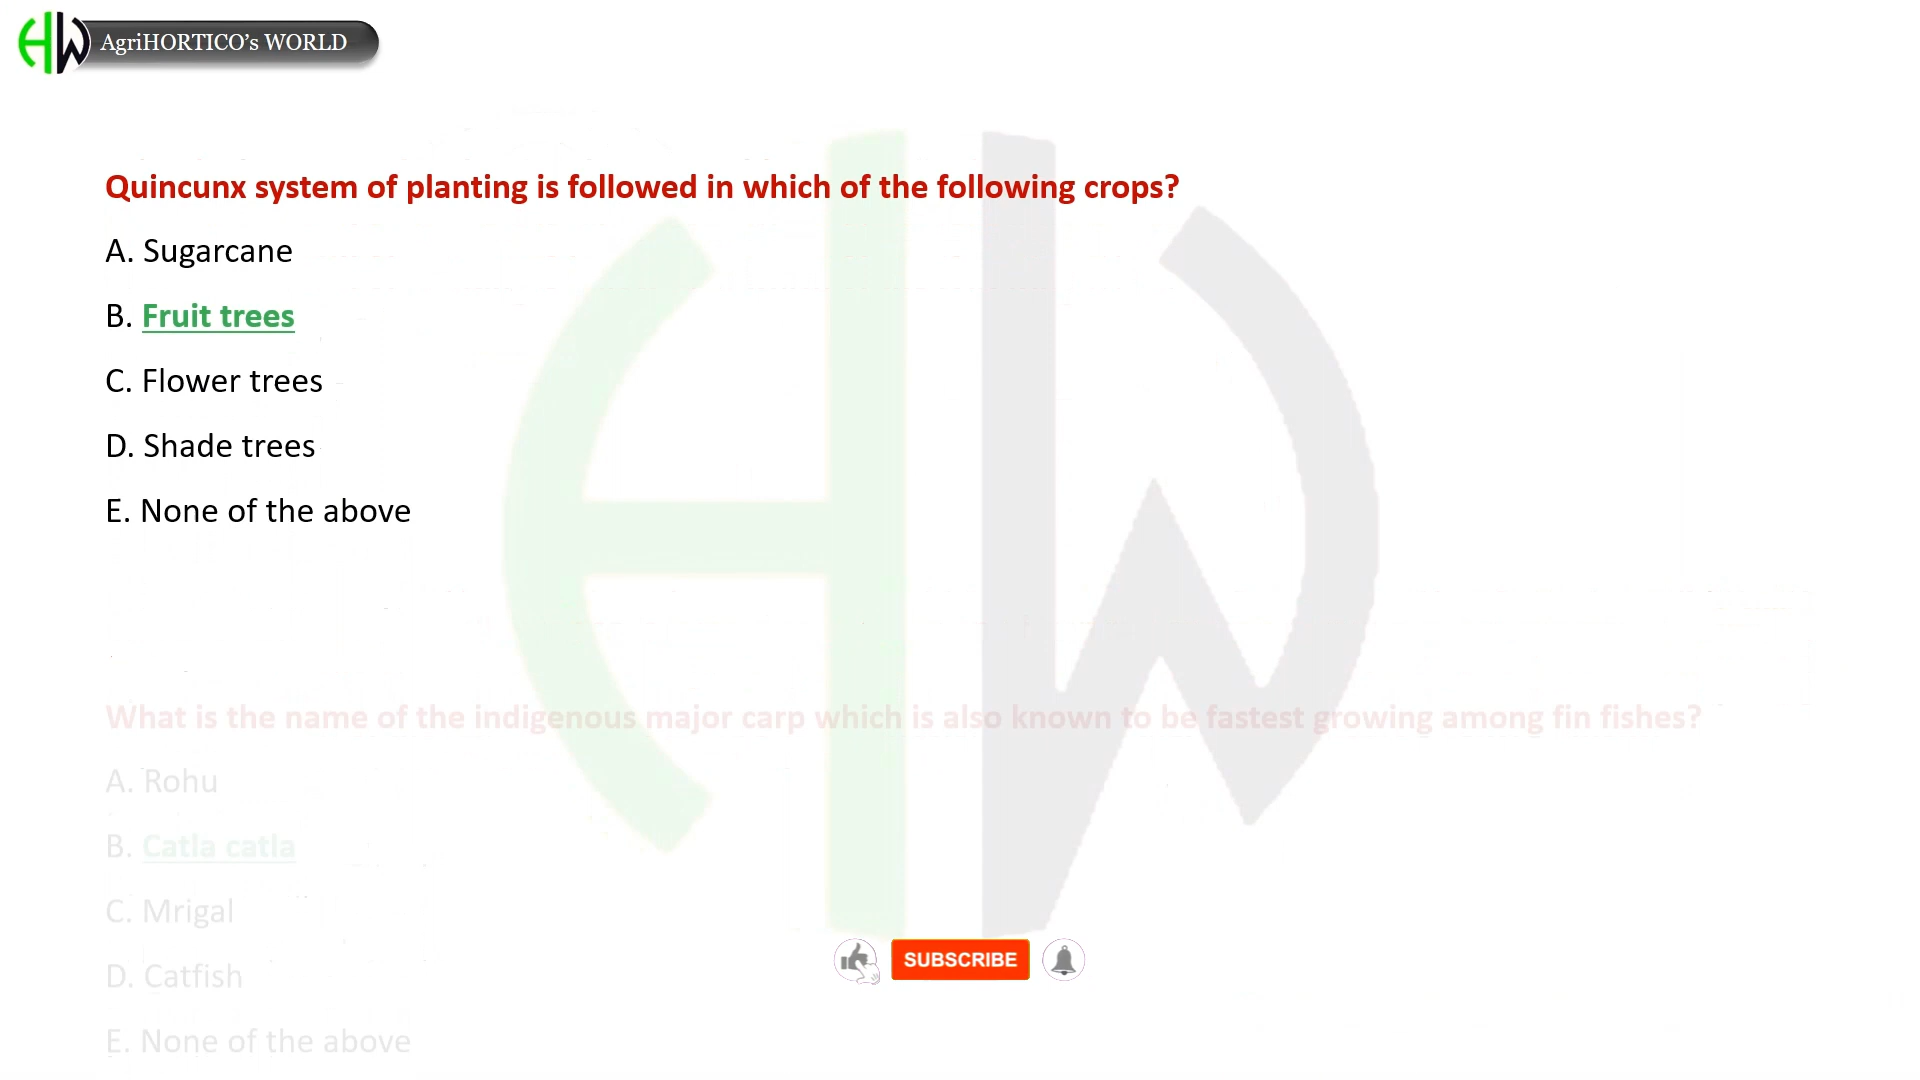 HW AgriHORTICO's WORLD
Quincunx system of planting is followed in which of the following crops?
A. Sugarcane
B. Fruit trees
C. Flower trees
D. Shade trees
E. None of the above
What is the name of the indigenous major carp which is also known to be fastest growing among fin fishes?
A. Rohu
B. Catla catla
C. Mrigal
D. Catfish
E. None of the above
SUBSCRIBE